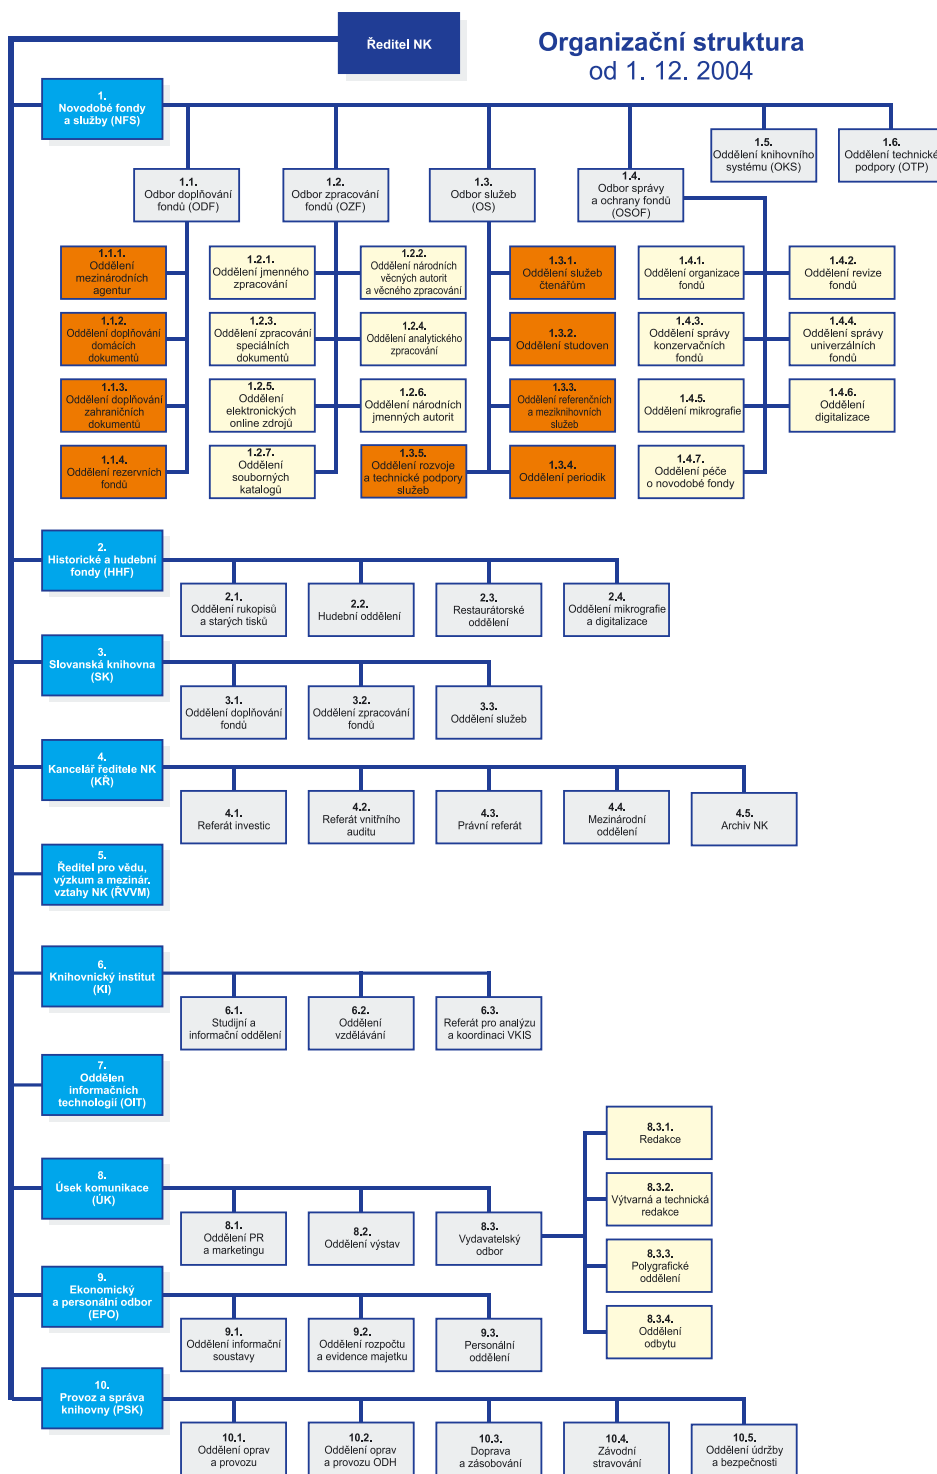 Ředitel NK
Organizační struktura
od 1. 12. 2004
1.
Novodobé fondy
a služby (NFS)
1.1.
Odbor doplňování
fondů (ODF)
1.2.
Odbor zpracování
fondů (OZF)
1.3.
Odbor služeb
(OS)
1.4.
Odbor správy
a ochrany fondů
(OSOF)
1.5.
Oddělení knihovního
systému (OKS)
1.6.
Oddělení technické
podpory (OTP)
1.1.1.
Oddělení
mezinárodních
agentur
1.2.1.
Oddělení jmenného
zpracování
1.2.2.
Oddělení národních
věcných autorit
a věcného zpracování
1.3.1.
Oddělení služeb
čtenářům
1.4.1.
Oddělení organizace
fondů
1.4.2.
Oddělení revize
fondů
1.1.2.
Oddělení doplňování
domácích
dokumentů
1.2.3.
Oddělení zpracování
speciálních
dokumentů
1.2.4.
Oddělení analytického
zpracování
1.3.2.
Oddělení studoven
1.4.3.
Oddělení správy
konzervačních
fondů
1.4.4.
Oddělení správy
univerzálních
fondů
1.1.3.
Oddělení doplňování
zahraničních
dokumentů
1.2.5.
Oddělení
elektronických
online zdrojů
1.2.6.
Oddělení národních
jmenných autorit
1.3.3.
Oddělení referenčních
a meziknihovních
služeb
1.4.5.
Oddělení mikrografie
1.4.6.
Oddělení
digitalizace
1.1.4.
Oddělení rezervních
fondů
1.2.7.
Oddělení
souborných
katalogů
1.3.5.
Oddělení rozvoje
a technické podpory
služeb
1.3.4.
Oddělení periodik
1.4.7.
Oddělení péče
o novodobé fondy
2.
Historické a hudební
fondy (HHF)
2.1.
Oddělení rukopisů
a starých tisků
2.2.
Hudební oddělení
2.3.
Restaurátorské
oddělení
2.4.
Oddělení mikrografie
a digitalizace
3.
Slovanská knihovna
(SK)
3.1.
Oddělení doplňování
fondů
3.2.
Oddělení zpracování
fondů
3.3.
Oddělení služeb
4.
Kancelář ředitele NK
(KŘ)
4.1.
Referát investic
4.2.
Referát vnitřního
auditu
4.3.
Právní referát
4.4.
Mezinárodní
oddělení
4.5.
Archiv NK
5.
Ředitel pro vědu,
výzkum a mezinár.
vztahy NK (ŘVVM)
6.
Knihovnický institut
(KI)
6.1.
Studijní a
informační oddělení
6.2.
Oddělení
vzdělávání
6.3.
Referát pro analýzu
a koordinaci VKIS
7.
Oddělen
informačních
technologií (OIT)
8.
Úsek komunikace
(ÚK)
8.1.
Oddělení PR
a marketingu
8.2.
Oddělení výstav
8.3.
Vydavatelský
odbor
8.3.1.
Redakce
8.3.2.
Výtvarná a technická
redakce
8.3.3.
Polygrafické
oddělení
8.3.4.
Oddělení
odbytu
9.
Ekonomický
a personální odbor
(EPO)
9.1.
Oddělení informační
soustavy
9.2.
Oddělení rozpočtu
a evidence majetku
9.3.
Personální
oddělení
10.
Provoz a správa
knihovny (PSK)
10.1.
Oddělení oprav
a provozu
10.2.
Oddělení oprav
a provozu ODH
10.3.
Doprava
a zásobování
10.4.
Závodní
stravování
10.5.
Oddělení údržby
a bezpečnosti